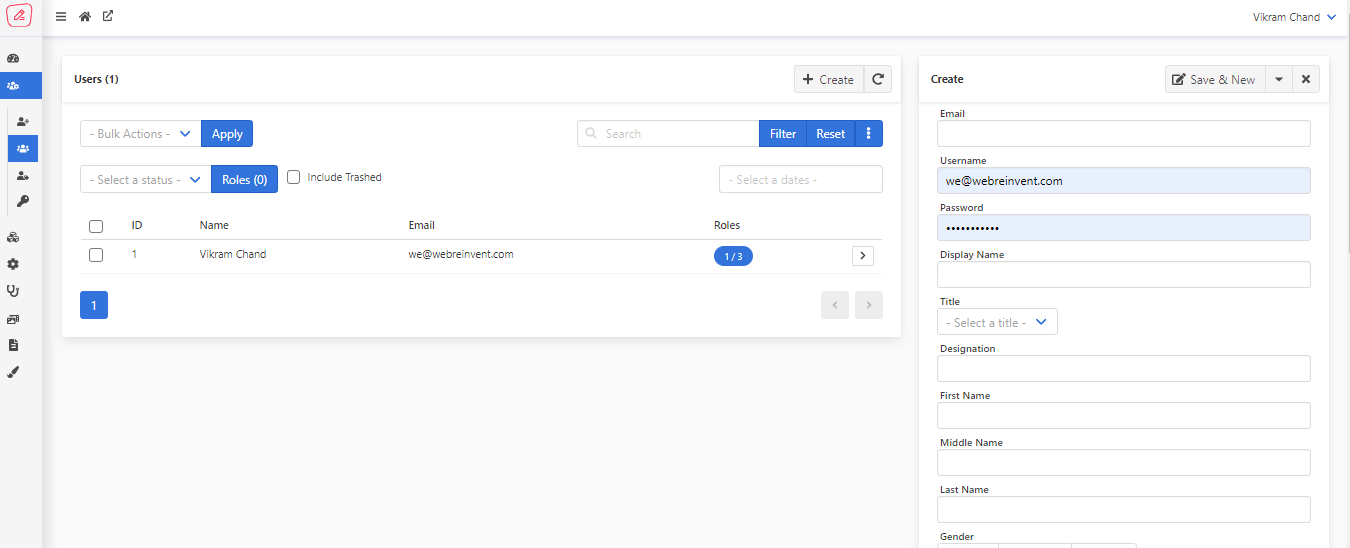 Vikram Chand
Users (1)
Create
- Bulk Actions -
Apply
Search
Filter
Reset
- Select a status -
Roles (0)
Include Trashed
- Select a dates -
ID Name Email Roles
1 Vikram Chand we@webreinvent.com 1 / 3
1
Create
Save & New
Email
Username
we@webreinvent.com
Password
•••••••••••
Display Name
Title
- Select a title -
Designation
First Name
Middle Name
Last Name
Gender